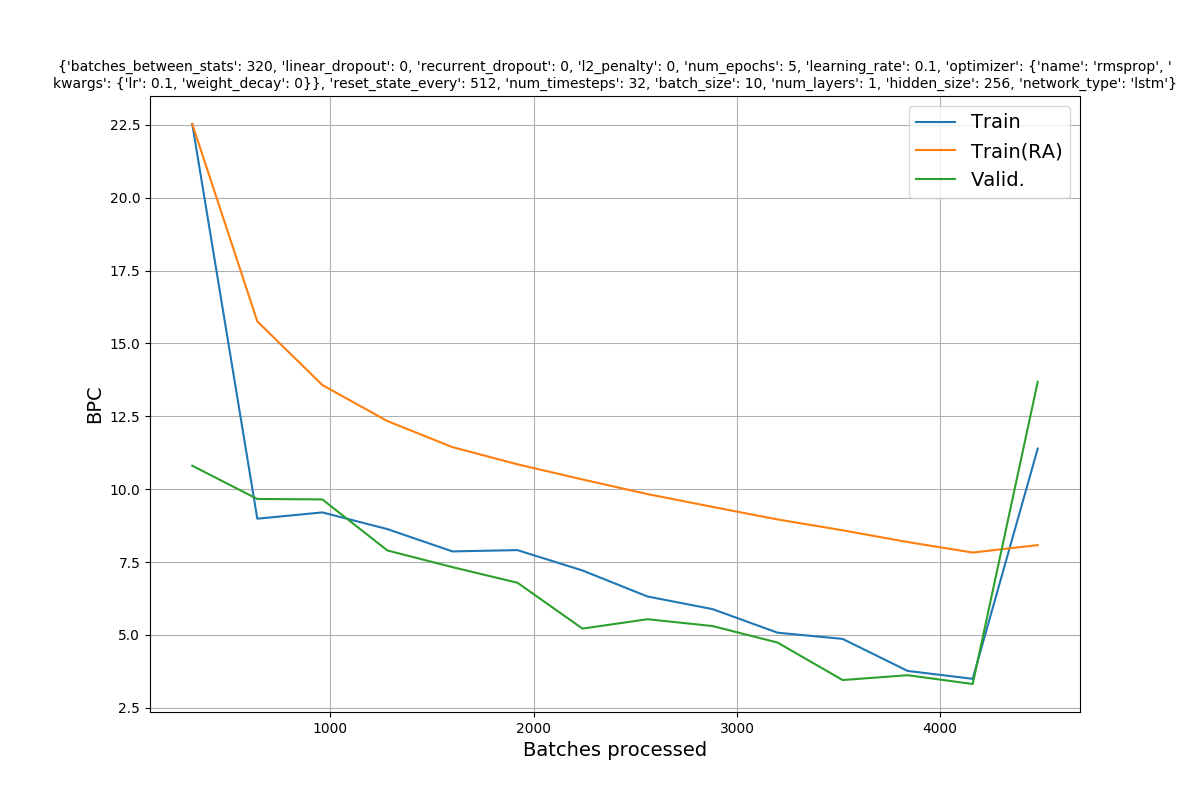 {'batches_between_stats': 320, 'linear_dropout': 0, 'recurrent_dropout': 0, 'l2_penalty': 0, 'num_epochs': 5, 'learning_rate': 0.1, 'optimizer': {'name': 'rmsprop', '
kwargs': {'lr': 0.1, 'weight_decay': 0}}, 'reset_state_every': 512, 'num_timesteps': 32, 'batch_size': 10, 'num_layers': 1, 'hidden_size': 256, 'network_type': 'lstm'}
Train
Train(RA)
Valid.
22.5
20.0
17.5
15.0
12.5
10.0
7.5
5.0
2.5
BPC
1000 2000 3000 4000
Batches processed